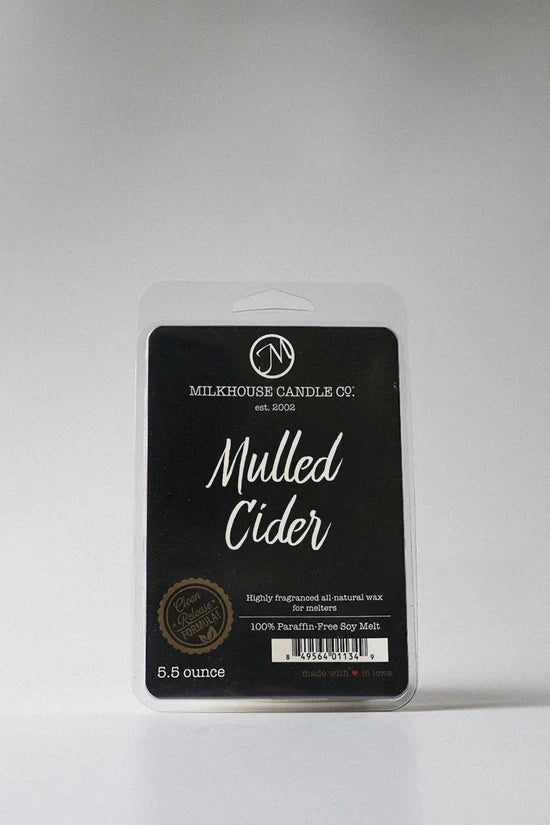 M
MILKHOUSE CANDLE CO.
est. 2002
Mulled
Cider
Clean
Release
FORMULA!
Highly fragranced all-natural wax
for melters
100% Paraffin-Free Soy Melt
8 49564 01134 9
5.5 ounce
made with ♥ in iowa